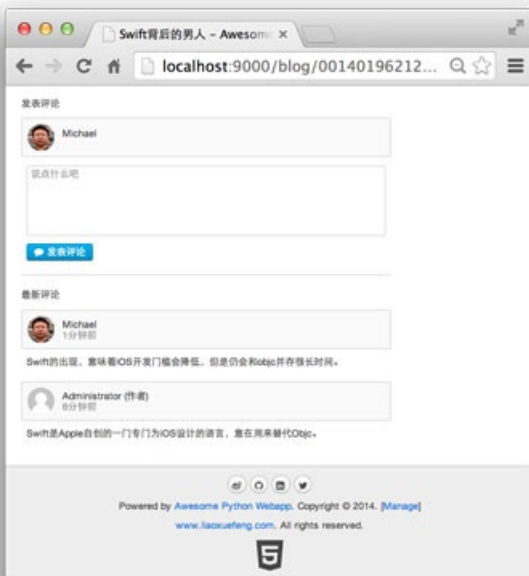 Swift背后的男人 - Awesom
localhost:9000/blog/00140196212...
发表评论
Michael
说点什么吧
发表评论
最新评论
Michael
1分钟前
Swift的出现，意味着iOS开发门槛会降低，但是仍会和objc并存很长时间。
Administrator (作者)
8分钟前
Swift是Apple自创的一门专门为iOS设计的语言，意在用来替代Objc。
Powered by Awesome Python Webapp. Copyright © 2014. [Manage]
www.liaoxuefeng.com. All rights reserved.
5